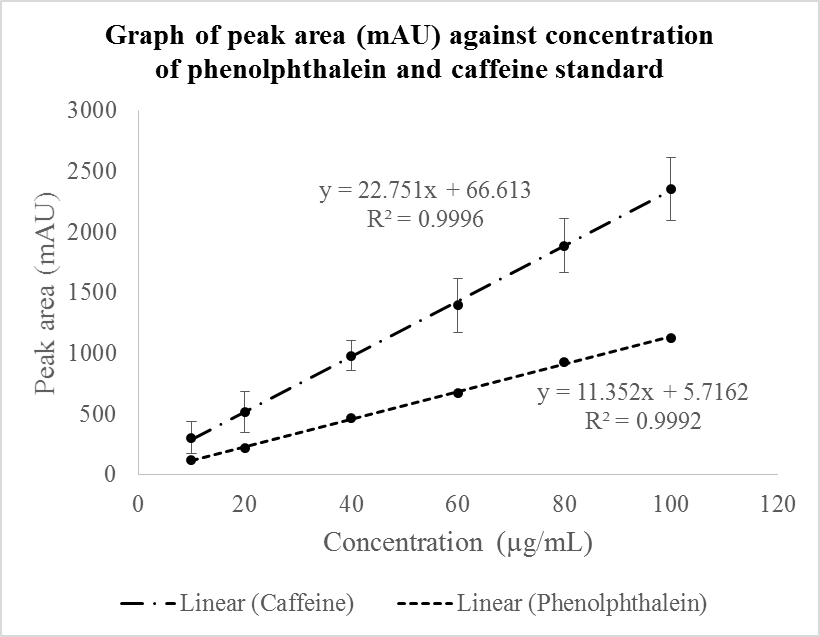 Graph of peak area (mAU) against concentration
of phenolphthalein and caffeine standard
3000
2500
2000
1500
1000
500
0
Peak area (mAU)
y = 22.751x + 66.613
R² = 0.9996
y = 11.352x + 5.7162
R² = 0.9992
0 20 40 60 80 100 120
Concentration (µg/mL)
Linear (Caffeine) Linear (Phenolphthalein)